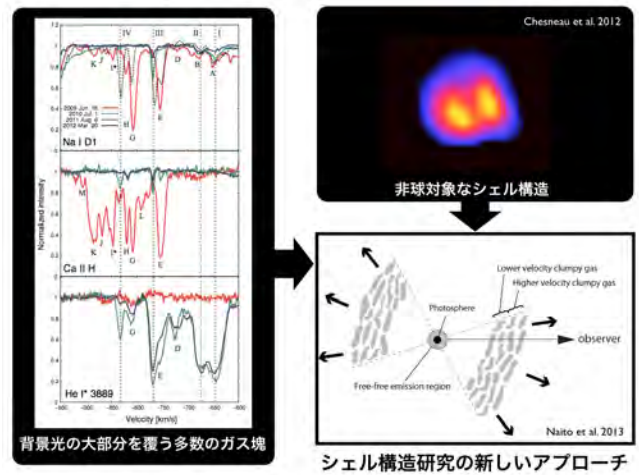 IV III II I
K J I* D B A
H G E
2009 Jun. 16
2010 Jul. 1
2011 Aug. 6
2012 Mar. 20
Na I D1
M K J I* H G L E
Ca II H
G E D
He I* 3889
Normalized intensity
Velocity [km/s]
背景光の大部分を覆う多数のガス塊
Chesneau et al. 2012
非球対象なシェル構造
Lower velocity clumpy gas
Higher velocity clumpy gas
Photosphere
observer
Free-free emission region
Naito et al. 2013
シェル構造研究の新しいアプローチ